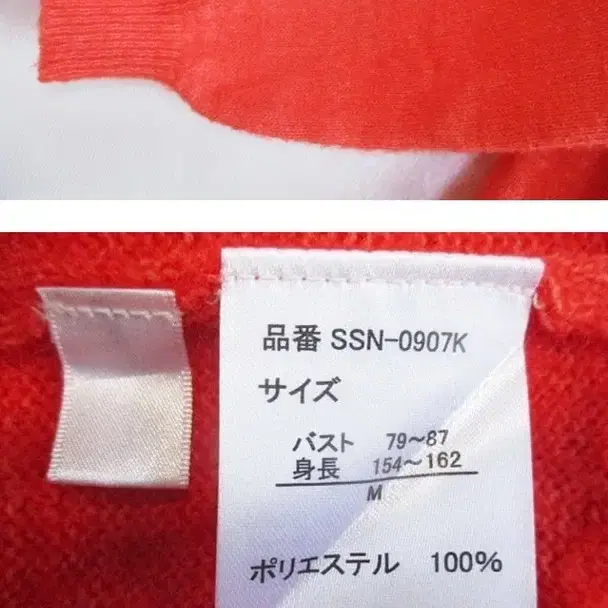 品番 SSN-0907K
サイズ
バスト 79～87
身長 154～162
M
ポリエステル 100%